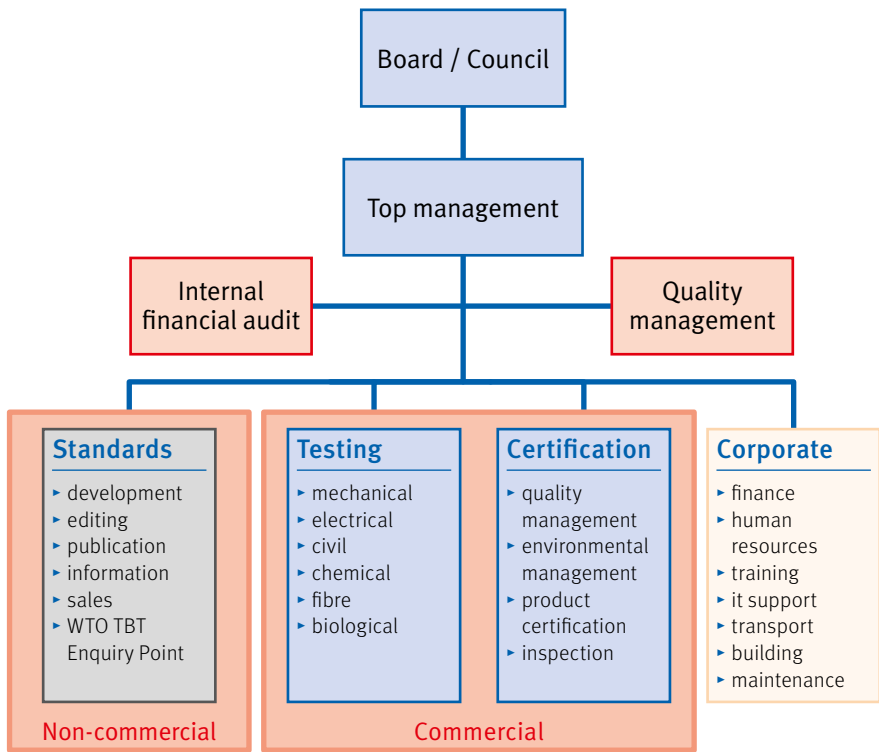 Board / Council
Top management
Internal
financial audit
Quality
management
Standards
► development
► editing
► publication
► information
► sales
► WTO TBT
Enquiry Point
Non-commercial
Testing
► mechanical
► electrical
► civil
► chemical
► fibre
► biological
Certification
► quality
management
► environmental
management
► product
certification
► inspection
Commercial
Corporate
► finance
► human
resources
► training
► it support
► transport
► building
► maintenance